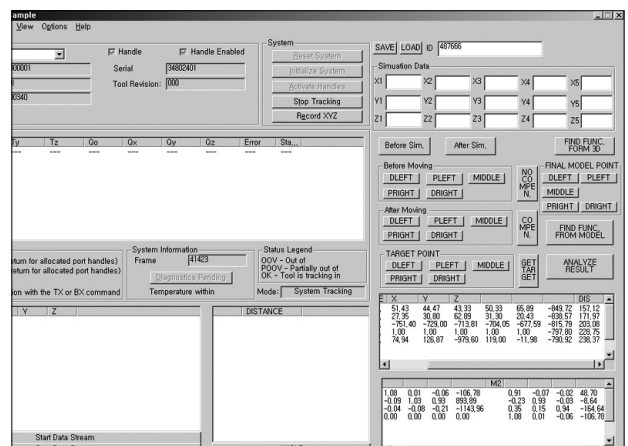 ample
View Options Help
Handle Handle Enabled
00001 Serial 34802401
Tool Revision: 000
00340
System
Reset System
Initialize System
Activate Handles
Stop Tracking
Record XYZ
SAVE LOAD ID 487666
Simuation Data
X1 X2 X3 X4 X5
Y1 Y2 Y3 Y4 Y5
Z1 Z2 Z3 Z4 Z5
Before Sim, After Sim, FIND FUNC, FORM 3D
Ty Tz Qo Qx Qy Qz Error Sta,,,
--- --- --- --- --- --- --- ---
Before Moving
DLEFT PLEFT MIDDLE
PRIGHT DRIGHT
NO COMPEN,
FINAL MODEL POINT
DLEFT PLEFT
MIDDLE
PRIGHT DRIGHT
After Moving
DLEFT PLEFT MIDDLE
PRIGHT DRIGHT
COMPEN,
FIND FUNC, FROM MODEL
TARGET POINT
DLEFT PLEFT MIDDLE
PRIGHT DRIGHT
GET TARGET
ANALYZE RESULT
eturn for allocated port handles)
return for allocated port handles)
on with the TX or BX command
System Information
Frame 41423
Diagnostics Pending
Temperature within
Status Legend
OOV - Out of
POOV - Partially out of
OK - Tool is tracking in
Mode: System Tracking
E X Y Z DIS
51,43 44,47 43,33 50,33 65,89 -849,72 157,12
27,35 30,80 62,89 31,30 20,43 -838,57 171,97
-751,40 -729,00 -713,81 -704,05 -677,59 -815,79 203,08
1,00 1,00 1,00 1,00 1,00 -797,80 228,75
74,94 126,87 -979,60 119,00 -11,98 -790,92 238,37
Y Z
DISTANCE
M2
1,08 0,01 -0,06 -106,78 0,91 -0,07 -0,02 48,70
-0,09 1,03 0,93 893,89 -0,23 0,93 -0,03 -8,64
-0,04 -0,08 -0,21 -1143,96 0,35 0,15 0,94 -164,64
0,00 0,00 0,00 0,00 1,08 0,01 -0,06 -106,78
Start Data Stream